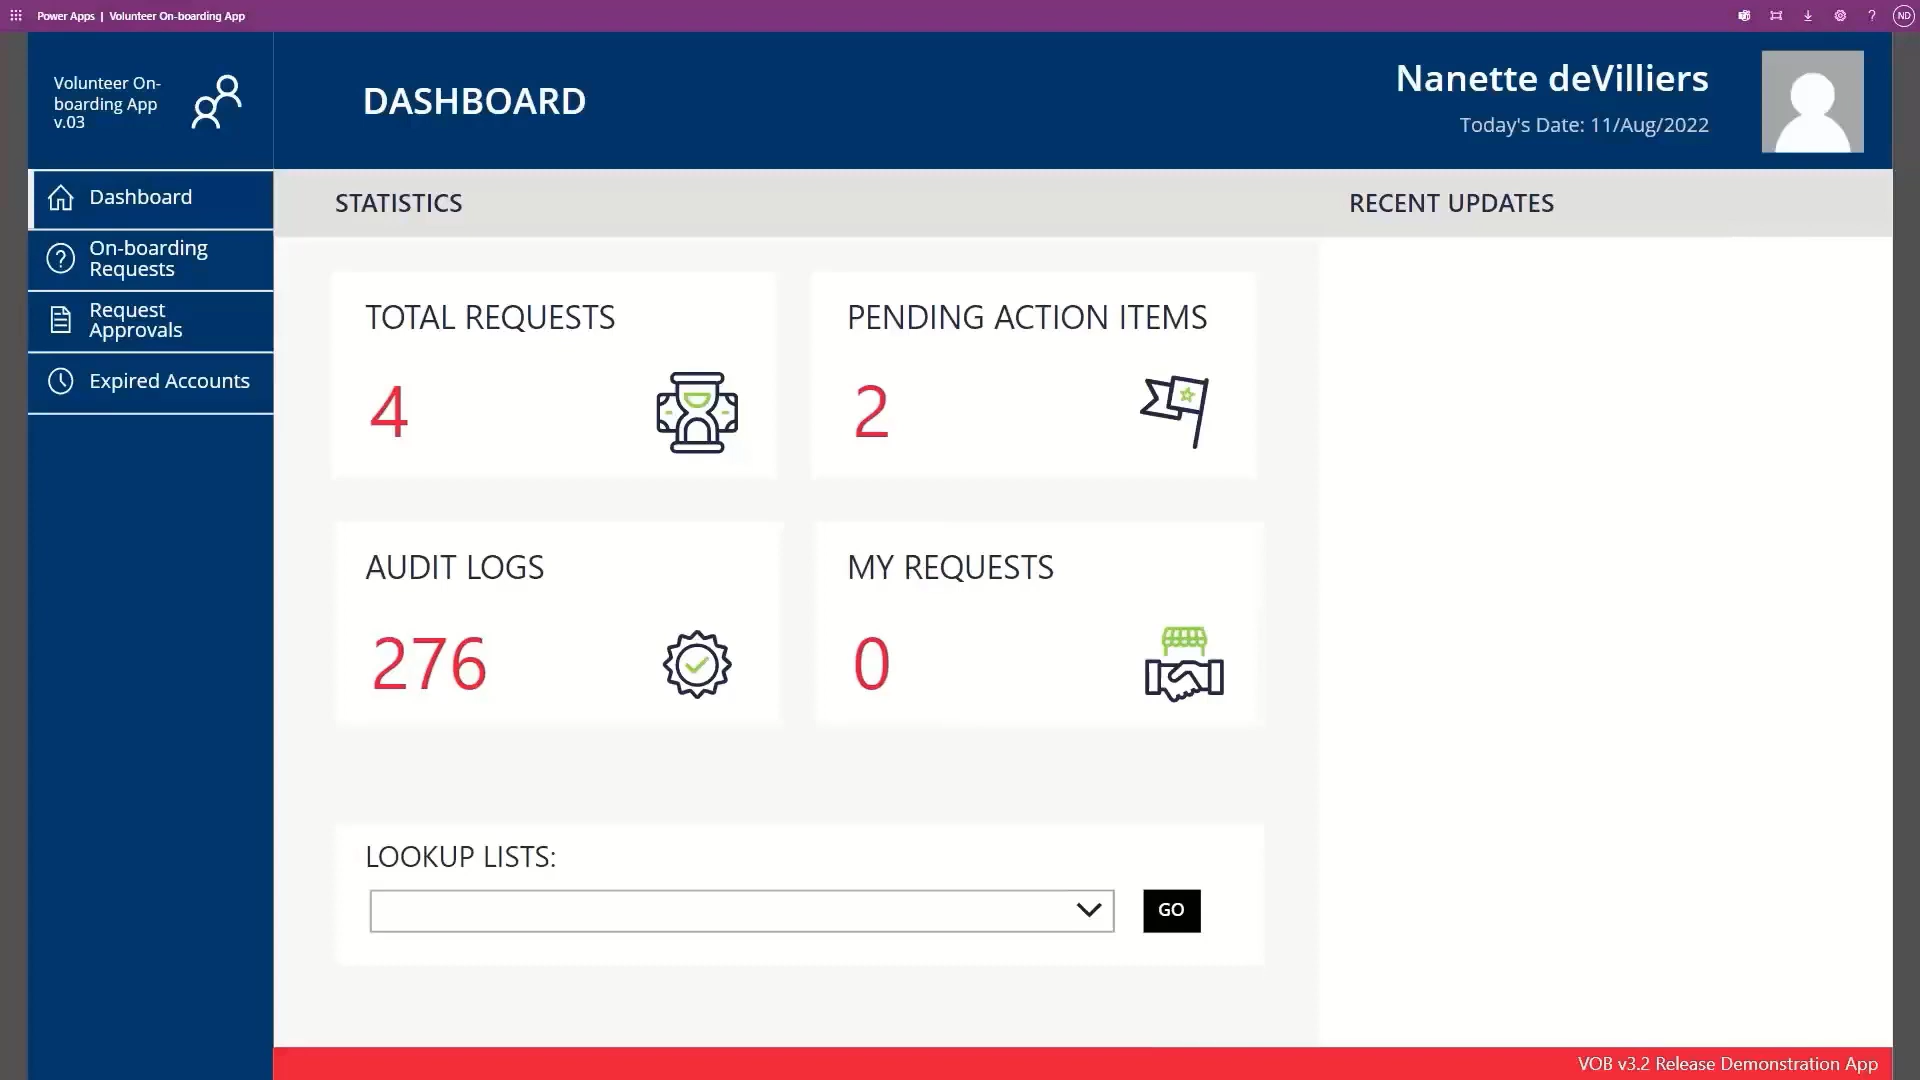 Power Apps | Volunteer On-boarding App
ND
Volunteer On-
boarding App
v.03
DASHBOARD
Nanette deVilliers
Today's Date: 11/Aug/2022
Dashboard
On-boarding
Requests
Request
Approvals
Expired Accounts
STATISTICS
RECENT UPDATES
TOTAL REQUESTS
4
PENDING ACTION ITEMS
2
AUDIT LOGS
276
MY REQUESTS
0
LOOKUP LISTS:
GO
VOB v3.2 Release Demonstration App